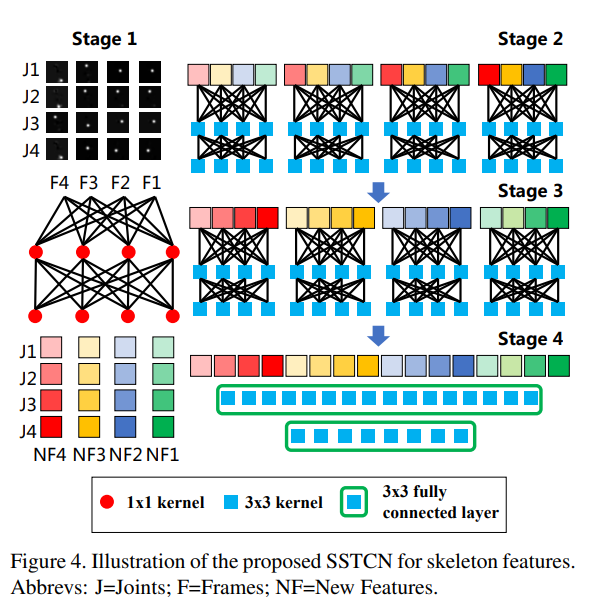 Stage 1
J1
J2
J3
J4
F4 F3 F2 F1
J1
J2
J3
J4
NF4 NF3 NF2 NF1
Stage 2
Stage 3
Stage 4
1x1 kernel
3x3 kernel
3x3 fully
connected layer
Figure 4. Illustration of the proposed SSTCN for skeleton features.
Abbrevs: J=Joints; F=Frames; NF=New Features.